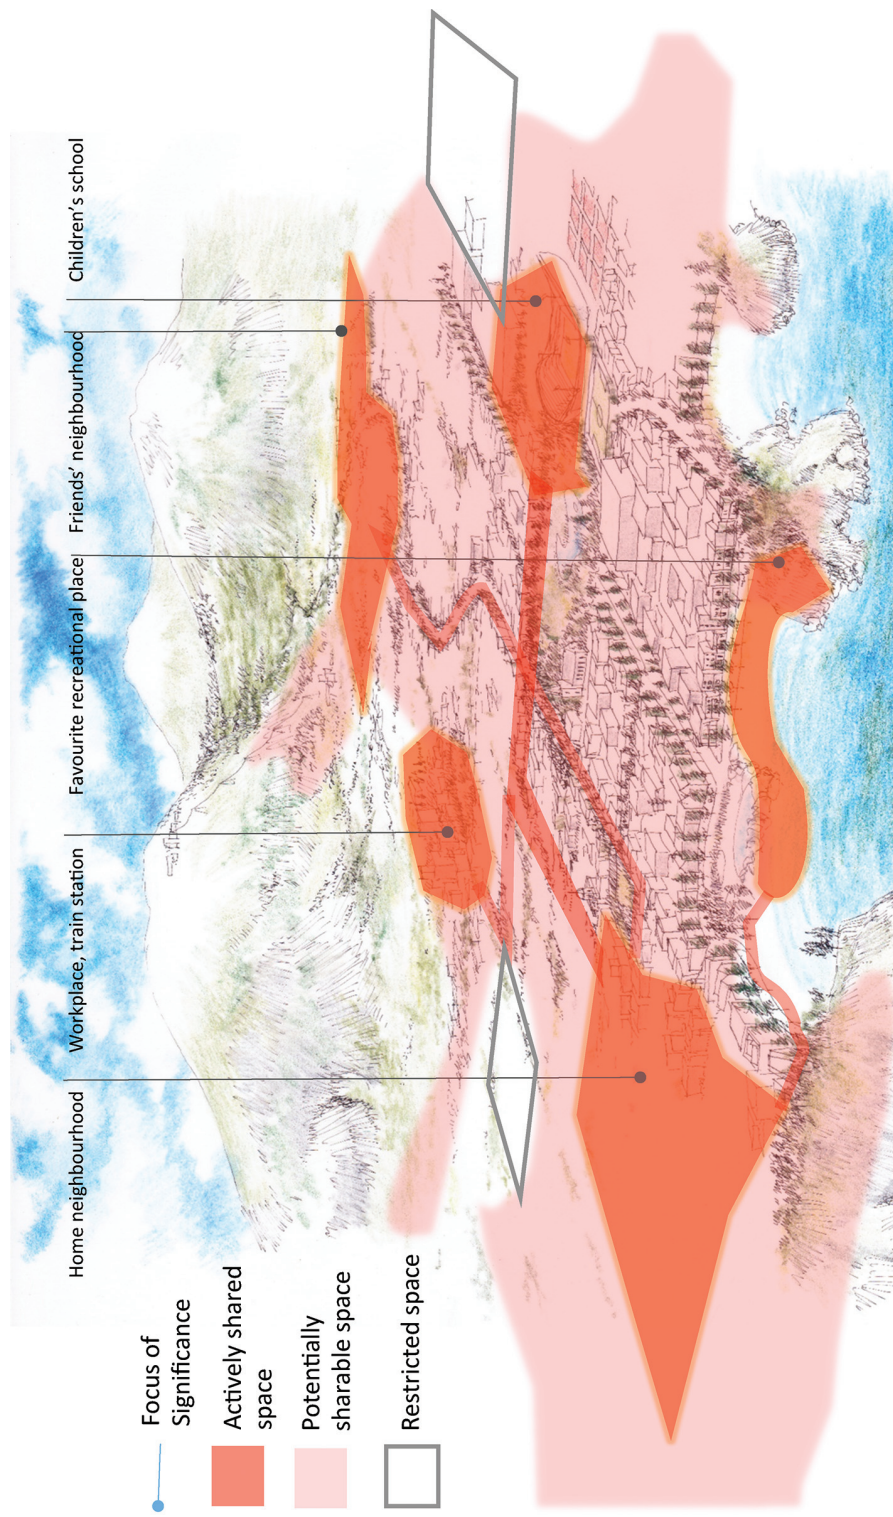 Home neighbourhood
Workplace, train station
Favourite recreational place
Friends' neighbourhood
Children's school
Focus of
Significance
Actively shared
space
Potentially
sharable space
Restricted space